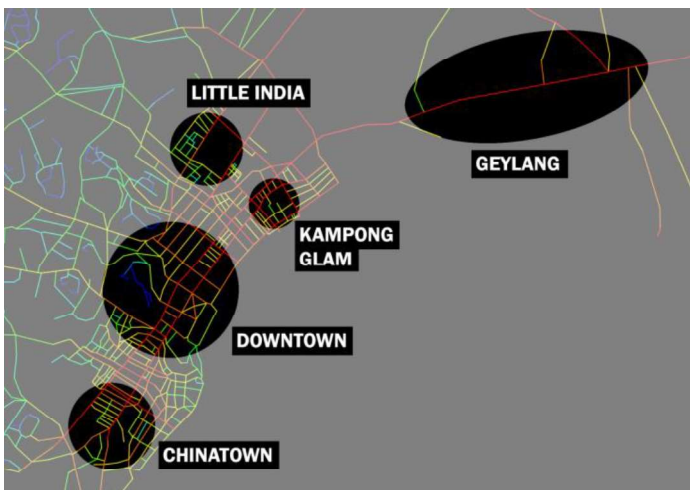 LITTLE INDIA
GEYLANG
KAMPONG
GLAM
DOWNTOWN
CHINATOWN